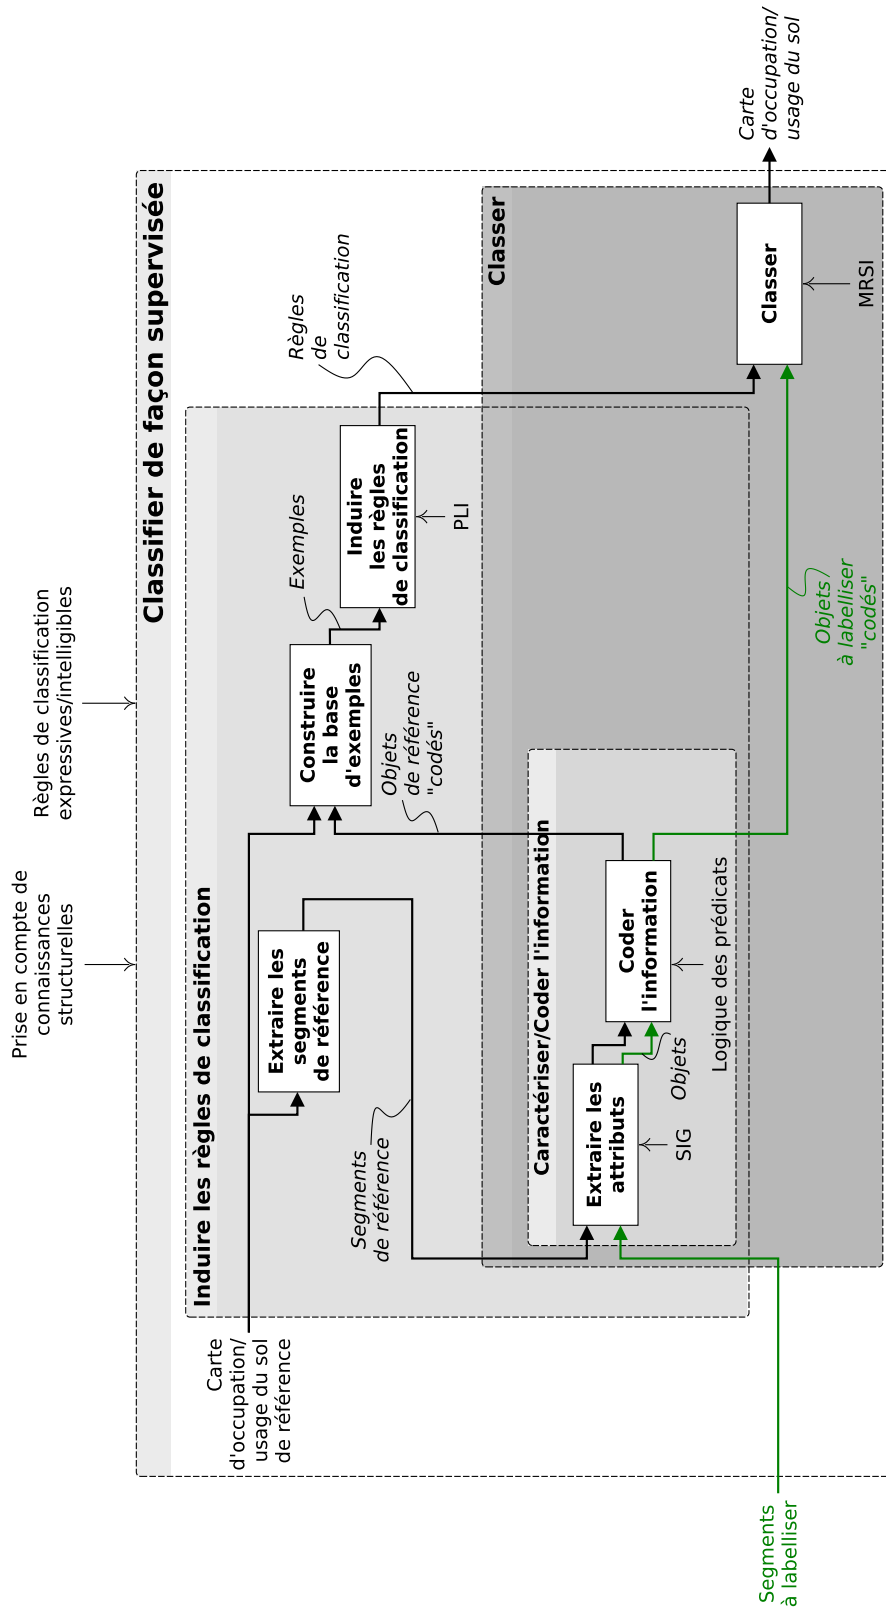 Prise en compte de
connaissances
structurelles
Règles de classification
expressives/intelligibles
Classifier de façon supervisée
Induire les règles de classification
Carte
d'occupation/
usage du sol
de référence
Extraire les
segments
de référence
Segments
de référence
Construire
la base
d'exemples
Exemples
Objets
de référence
"codés"
Induire
les règles
de classification
PLI
Règles
de
classification
Classer
Caractériser/Coder l'information
Extraire les
attributs
SIG
Objets
Coder
l'information
Logique des prédicats
Segments
à labelliser
Objets
à labelliser
"codés"
Classer
MRSI
Carte
d'occupation/
usage du sol